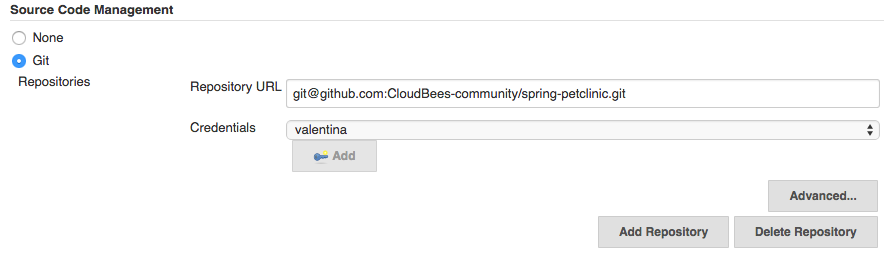 Source Code Management
None
Git
Repositories
Repository URL git@github.com:CloudBees-community/spring-petclinic.git
Credentials valentina
Add
Advanced...
Add Repository Delete Repository